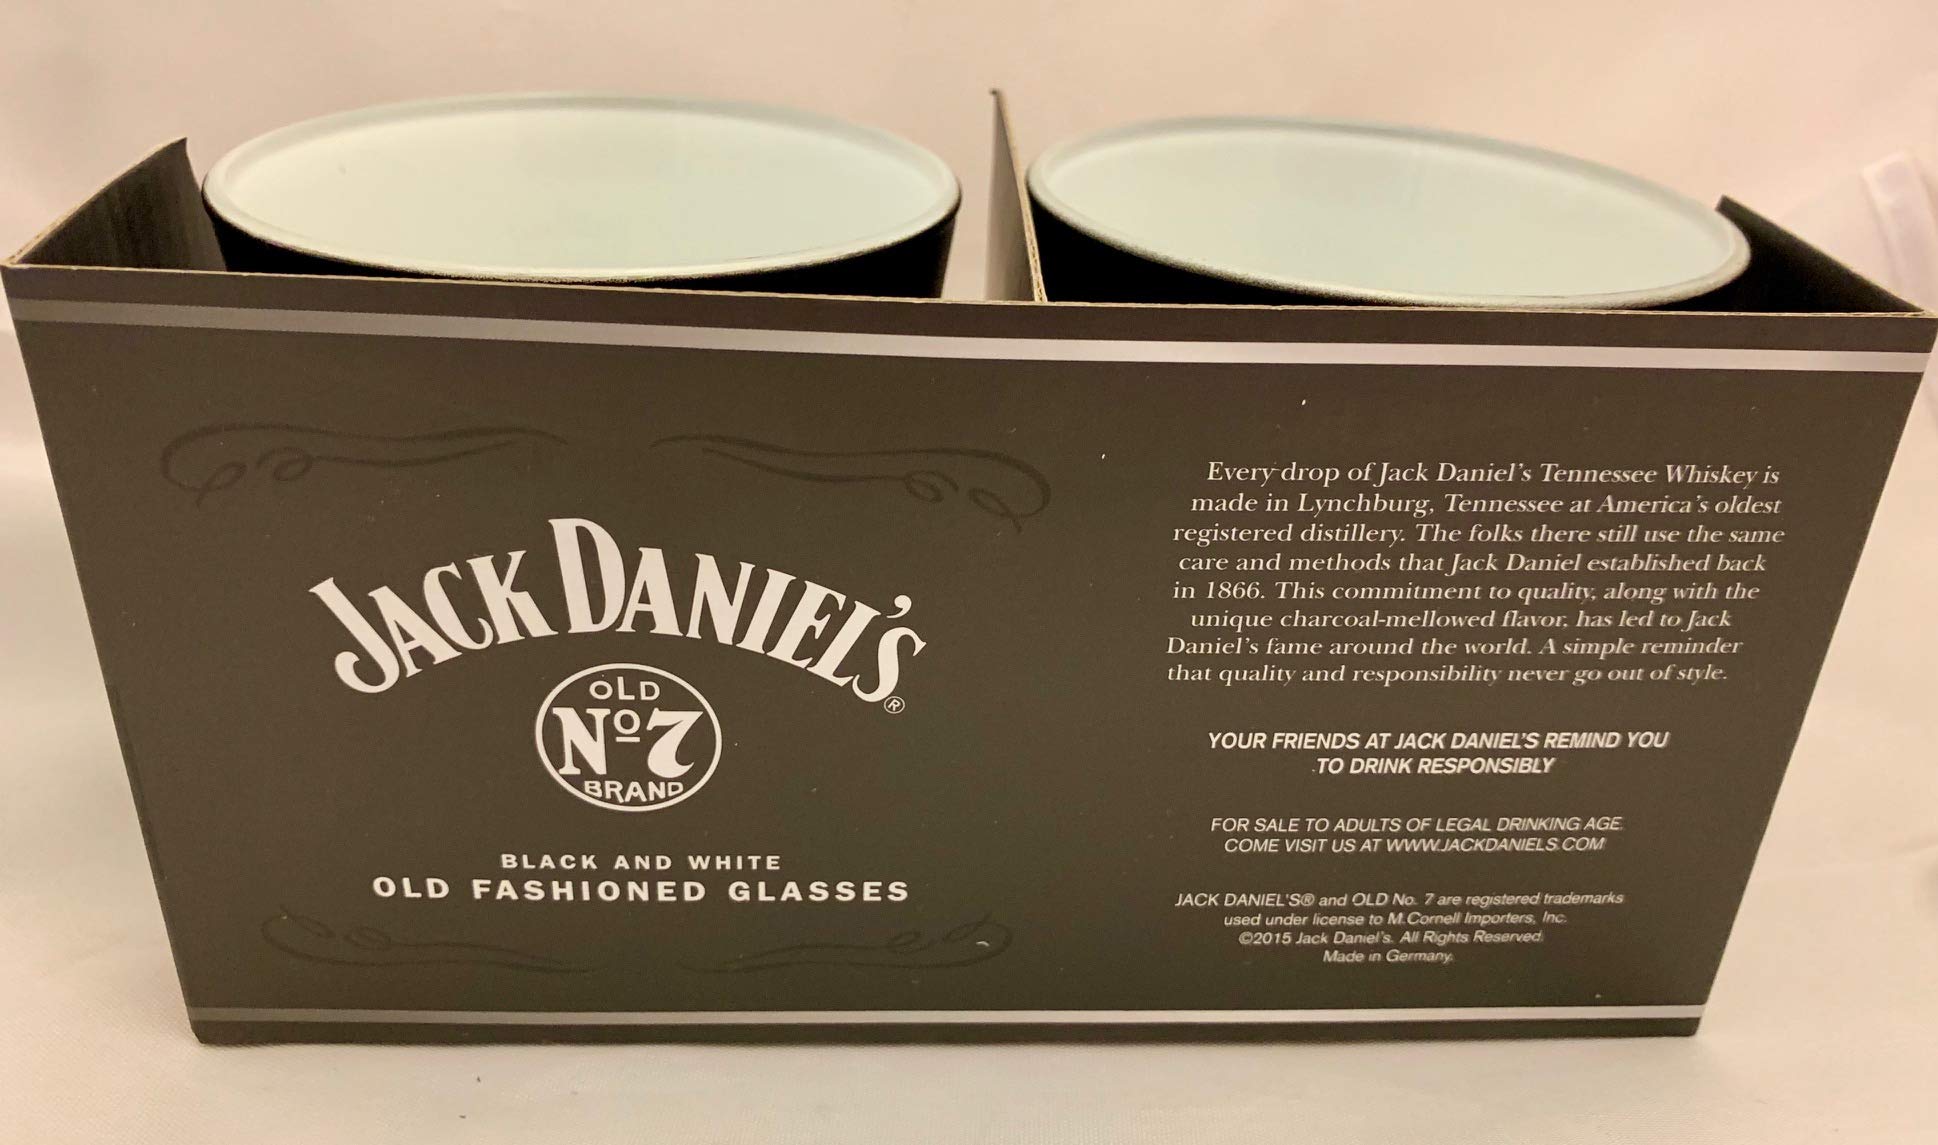 JACK DANIEL'S®
OLD
Nº7
BRAND
BLACK AND WHITE
OLD FASHIONED GLASSES
Every drop of Jack Daniel's Tennessee Whiskey is
made in Lynchburg, Tennessee at America's oldest
registered distillery. The folks there still use the same
care and methods that Jack Daniel established back
in 1866. This commitment to quality, along with the
unique charcoal-mellowed flavor, has led to Jack
Daniel's fame around the world. A simple reminder
that quality and responsibility never go out of style.
YOUR FRIENDS AT JACK DANIEL'S REMIND YOU
TO DRINK RESPONSIBLY
FOR SALE TO ADULTS OF LEGAL DRINKING AGE.
COME VISIT US AT WWW.JACKDANIELS.COM
JACK DANIEL'S® and OLD No. 7 are registered trademarks
used under license to M.Cornell Importers, Inc.
©2015 Jack Daniel's. All Rights Reserved.
Made in Germany.